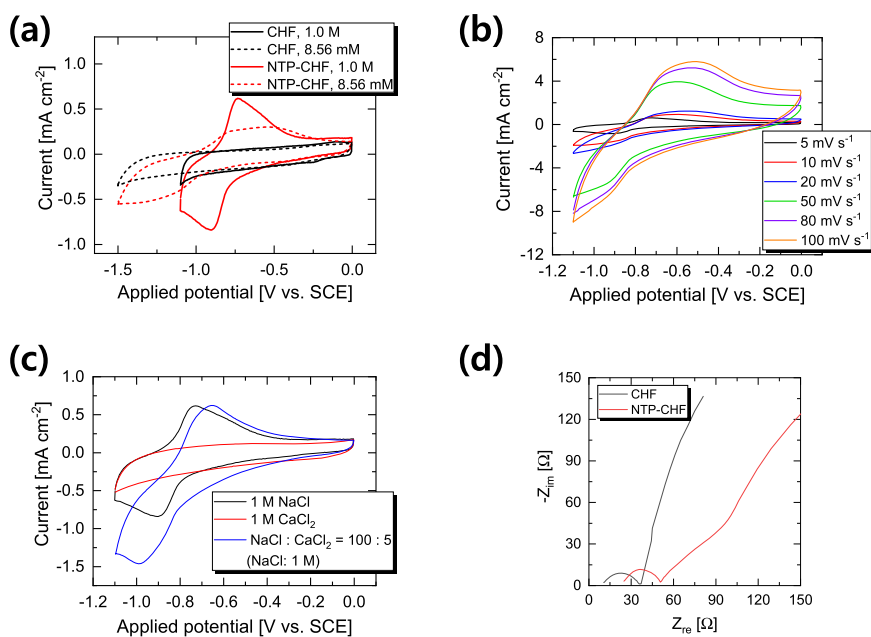 (a)
CHF, 1.0 M
CHF, 8.56 mM
NTP-CHF, 1.0 M
NTP-CHF, 8.56 mM
Current [mA cm⁻²]
1.0
0.5
0.0
-0.5
-1.0
-1.5
-1.0
-0.5
0.0
Applied potential [V vs. SCE]
(b)
Current [mA cm⁻²]
8
4
0
-4
-8
-12
-1.2
-1.0
-0.8
-0.6
-0.4
-0.2
0.0
5 mV s⁻¹
10 mV s⁻¹
20 mV s⁻¹
50 mV s⁻¹
80 mV s⁻¹
100 mV s⁻¹
Applied potential [V vs. SCE]
(c)
Current [mA cm⁻²]
1.0
0.5
0.0
-0.5
-1.0
-1.5
1 M NaCl
1 M CaCl₂
NaCl : CaCl₂ = 100 : 5
(NaCl: 1 M)
-1.2
-1.0
-0.8
-0.6
-0.4
-0.2
0.0
Applied potential [V vs. SCE]
(d)
CHF
NTP-CHF
-Z_im [Ω]
150
120
90
60
30
0
0
30
60
90
120
150
Z_re [Ω]